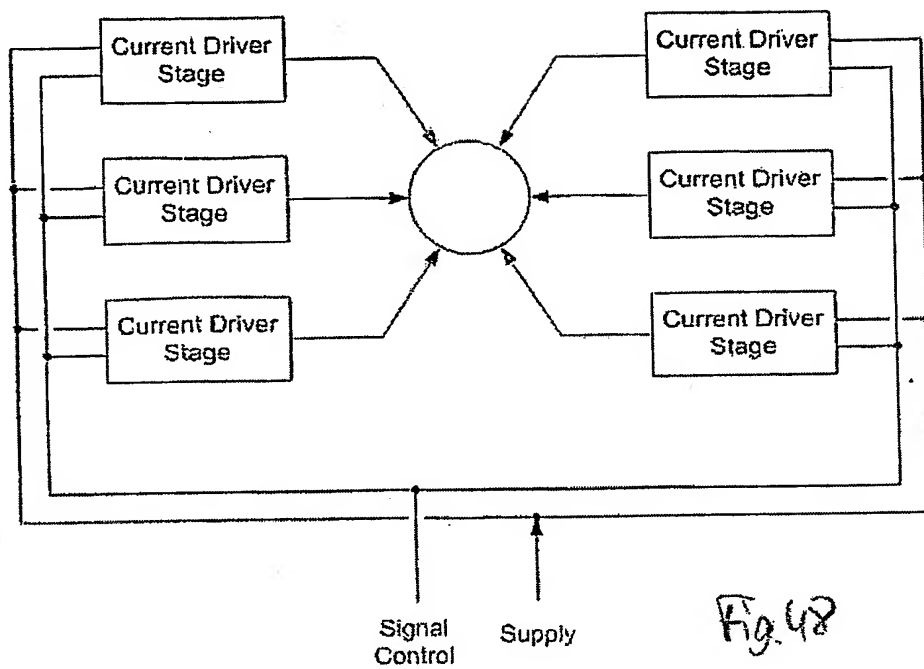 Current Driver
Stage
Current Driver
Stage
Current Driver
Stage
Current Driver
Stage
Current Driver
Stage
Current Driver
Stage
Signal
Control
Supply
Fig. 48